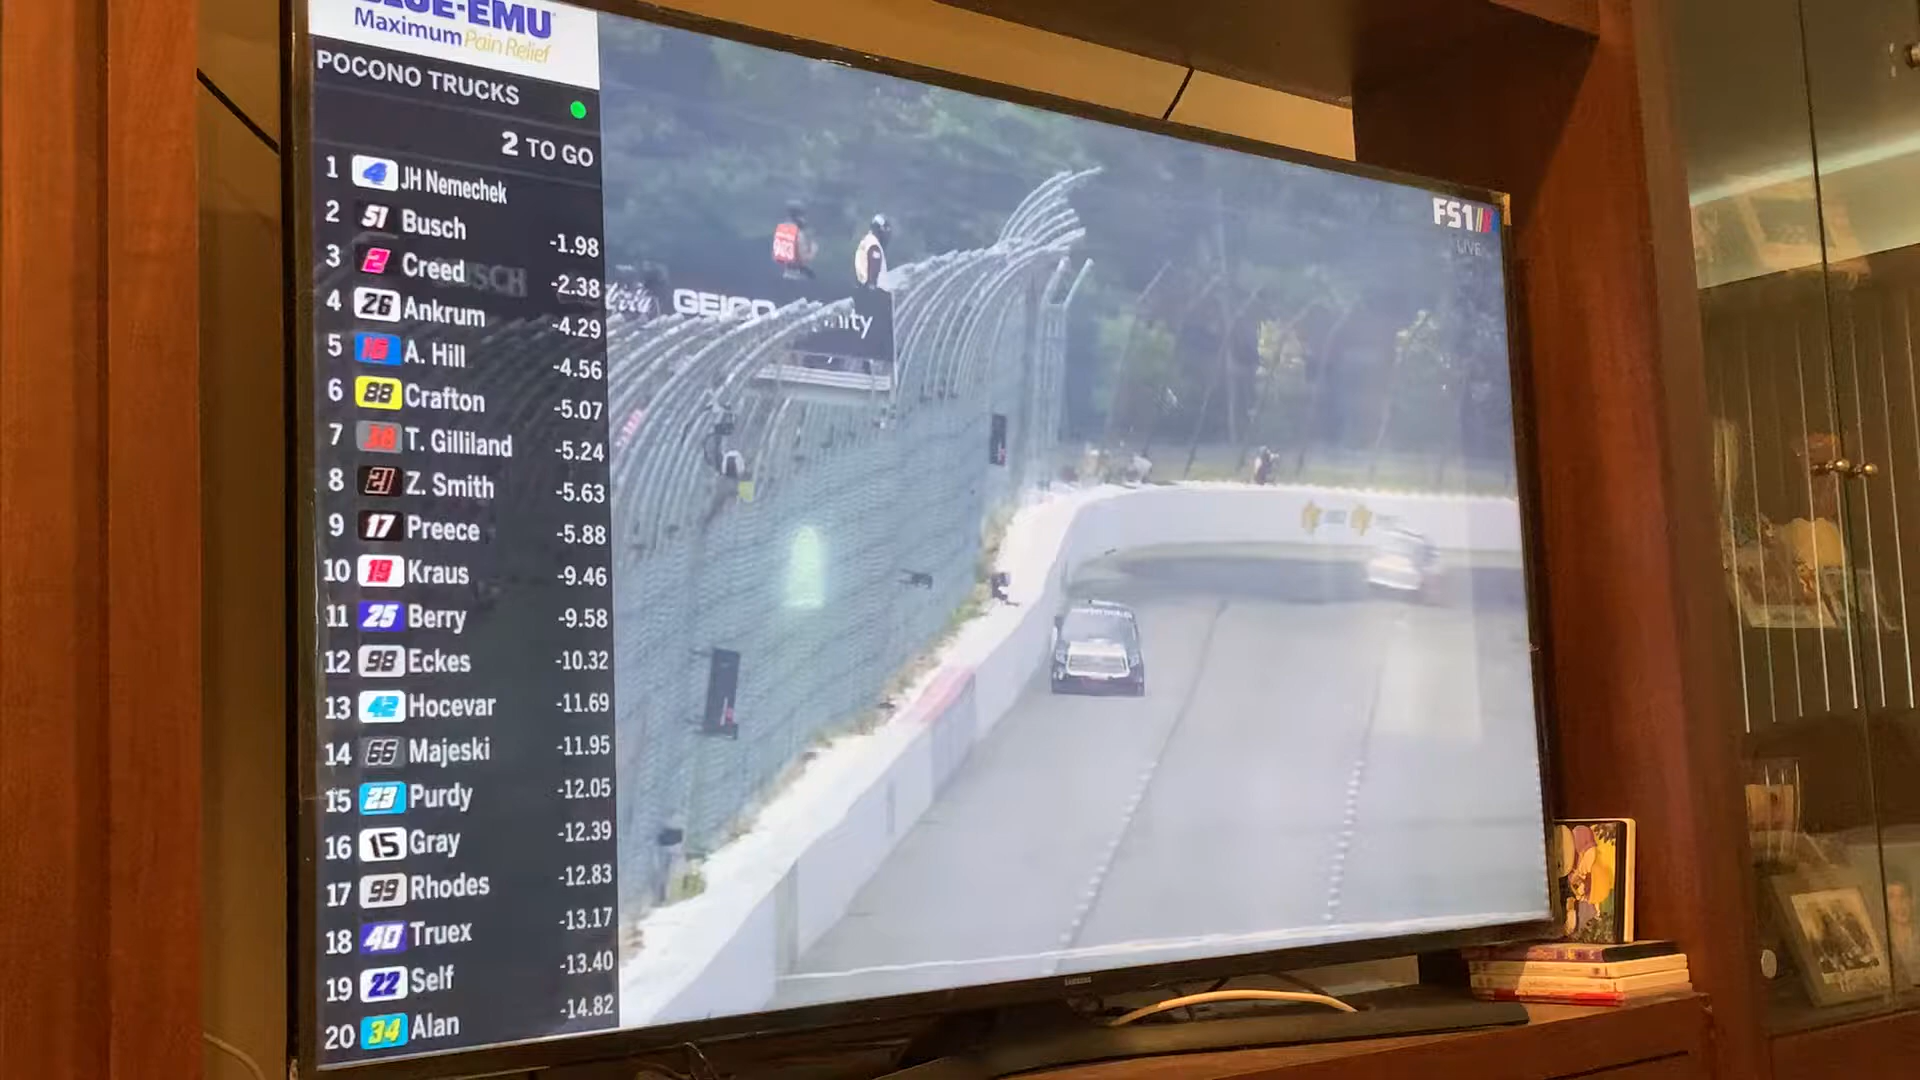 BLUE-EMU
Maximum Pain Relief
POCONO TRUCKS
2 TO GO
1 4 JH Nemechek
2 51 Busch -1.98
3 2 Creed -2.38
4 26 Ankrum -4.29
5 16 A. Hill -4.56
6 88 Crafton -5.07
7 38 T. Gilliland -5.24
8 21 Z. Smith -5.63
9 17 Preece -5.88
10 19 Kraus -9.46
11 25 Berry -9.58
12 98 Eckes -10.32
13 42 Hocevar -11.69
14 66 Majeski -11.95
15 23 Purdy -12.05
16 15 Gray -12.39
17 99 Rhodes -12.83
18 40 Truex -13.17
19 22 Self -13.40
20 34 Alan -14.82
BUSCH
GEICO
FS1
LIVE
903
SAMSUNG